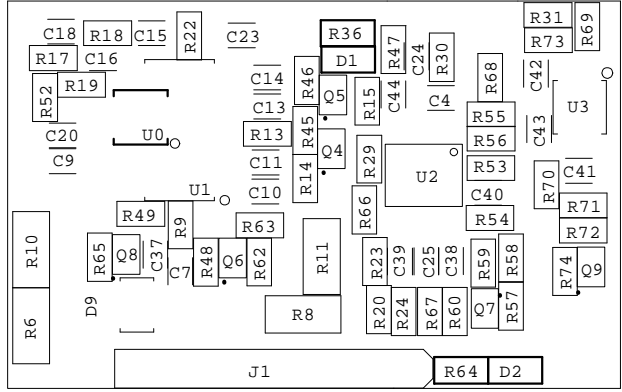 C18
R18
C15
R22
C23
R36
R47
C24
R30
R31
R69
R17
C16
D1
R73
R52
R19
C14
R46
Q5
R15
C44
C4
R68
C42
U3
C13
R55
C20
U0
R13
R45
Q4
R56
C43
C9
C11
R14
R29
U2
R53
R70
C41
U1
C10
C40
R49
R9
R63
R66
R54
R71
R72
R10
R65
Q8
C37
C7
R48
Q6
R62
R11
R23
C39
C25
C38
R59
R58
R74
Q9
R6
D9
R8
R20
R24
R67
R60
Q7
R57
J1
R64
D2